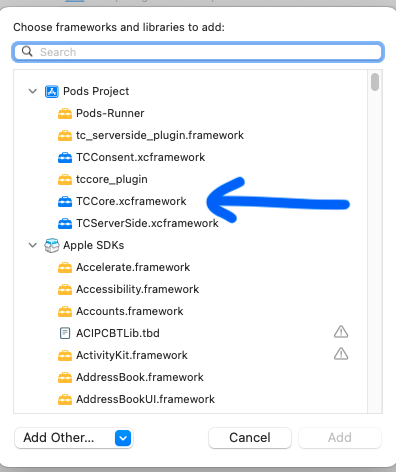 Choose frameworks and libraries to add:
Search
Pods Project
Pods-Runner
tc_serverside_plugin.framework
TCConsent.xcframework
tccore_plugin
TCCore.xcframework
TCServerSide.xcframework
Apple SDKs
Accelerate.framework
Accessibility.framework
Accounts.framework
ACIPCBTLib.tbd
ActivityKit.framework
AddressBook.framework
AddressBookUI.framework
Add Other... Cancel Add